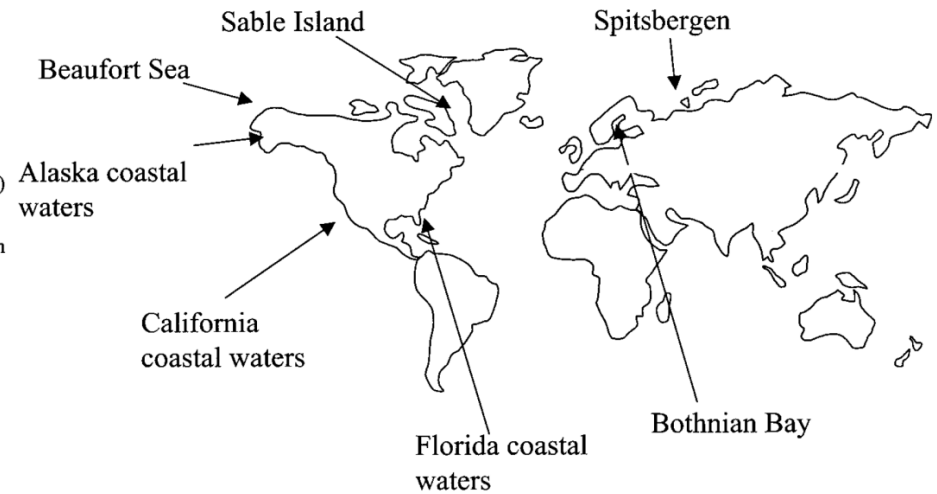 Sable Island
Spitsbergen
Beaufort Sea
)
Alaska coastal
waters
n
California
coastal waters
Bothnian Bay
Florida coastal
waters